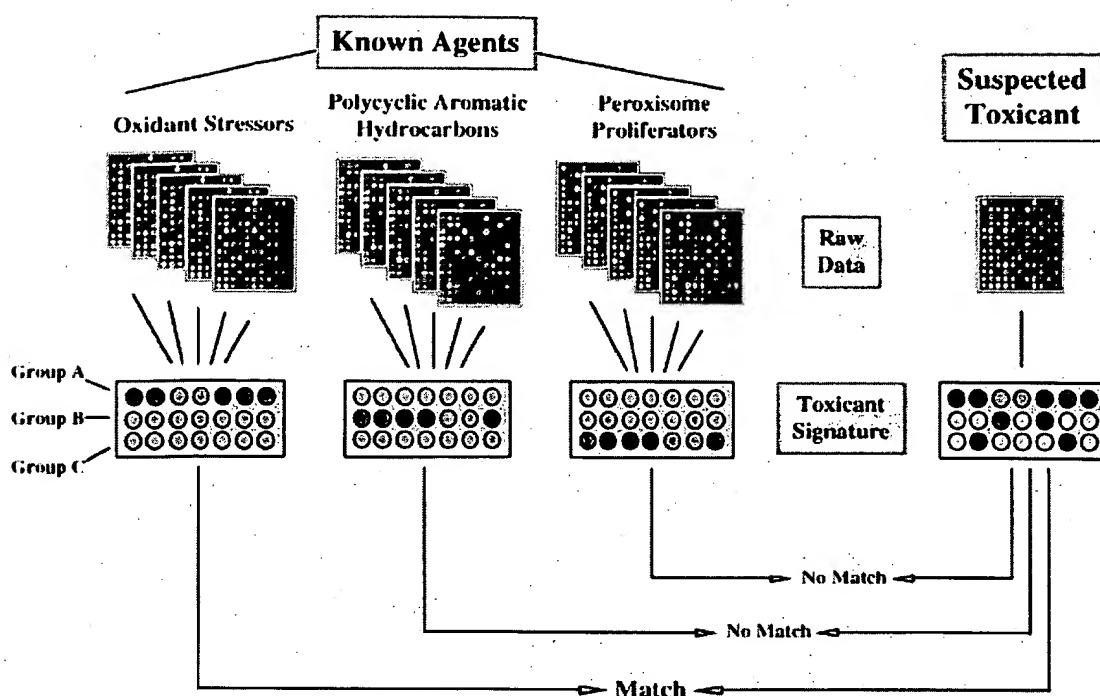 Known Agents
Suspected
Toxicant
Oxidant Stressors
Polycyclic Aromatic
Hydrocarbons
Peroxisome
Proliferators
Raw
Data
Group A
Group B
Group C
Toxicant
Signature
No Match
No Match
Match